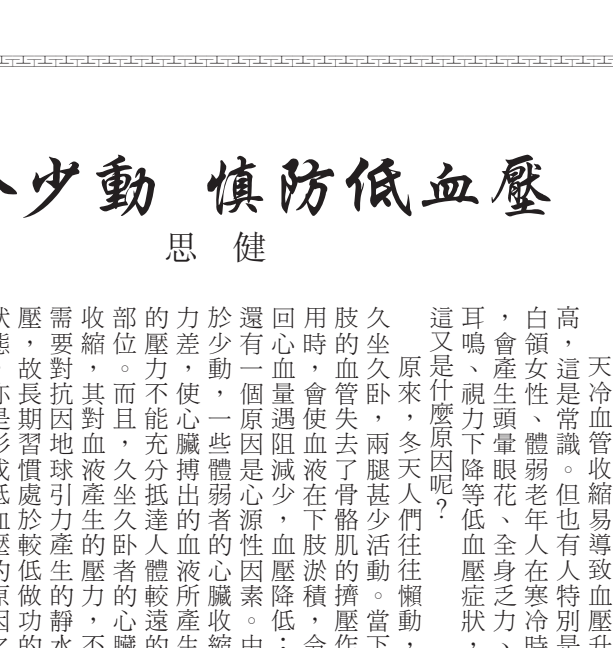 少動 慎防低血壓
思健
天冷血管收縮易導致血壓升
高，這是常識。但也有人特別是
白領女性、體弱老年人在寒冷時
，會產生頭暈眼花、全身乏力、
耳鳴、視力下降等低血壓症狀，
這又是什麼原因呢？
原來，冬天人們往往懶動，
久坐久卧，兩腿甚少活動。當下
肢的血管失去了骨骼肌的擠壓作
用時，會使血液在下肢淤積，令
回心血量遇阻減少，血壓降低；
還有一個原因是心源性因素。由
於少動，一些體弱者的心臟收縮
力差，使心臟搏出的血液所產生
的壓力不能充分抵達人體較遠的
部位。而且，久坐久卧者的心臟
收縮，其對血液產生的壓力，不
需要對抗因地球引力產生的靜水
壓，故長期習慣處於較低做功的